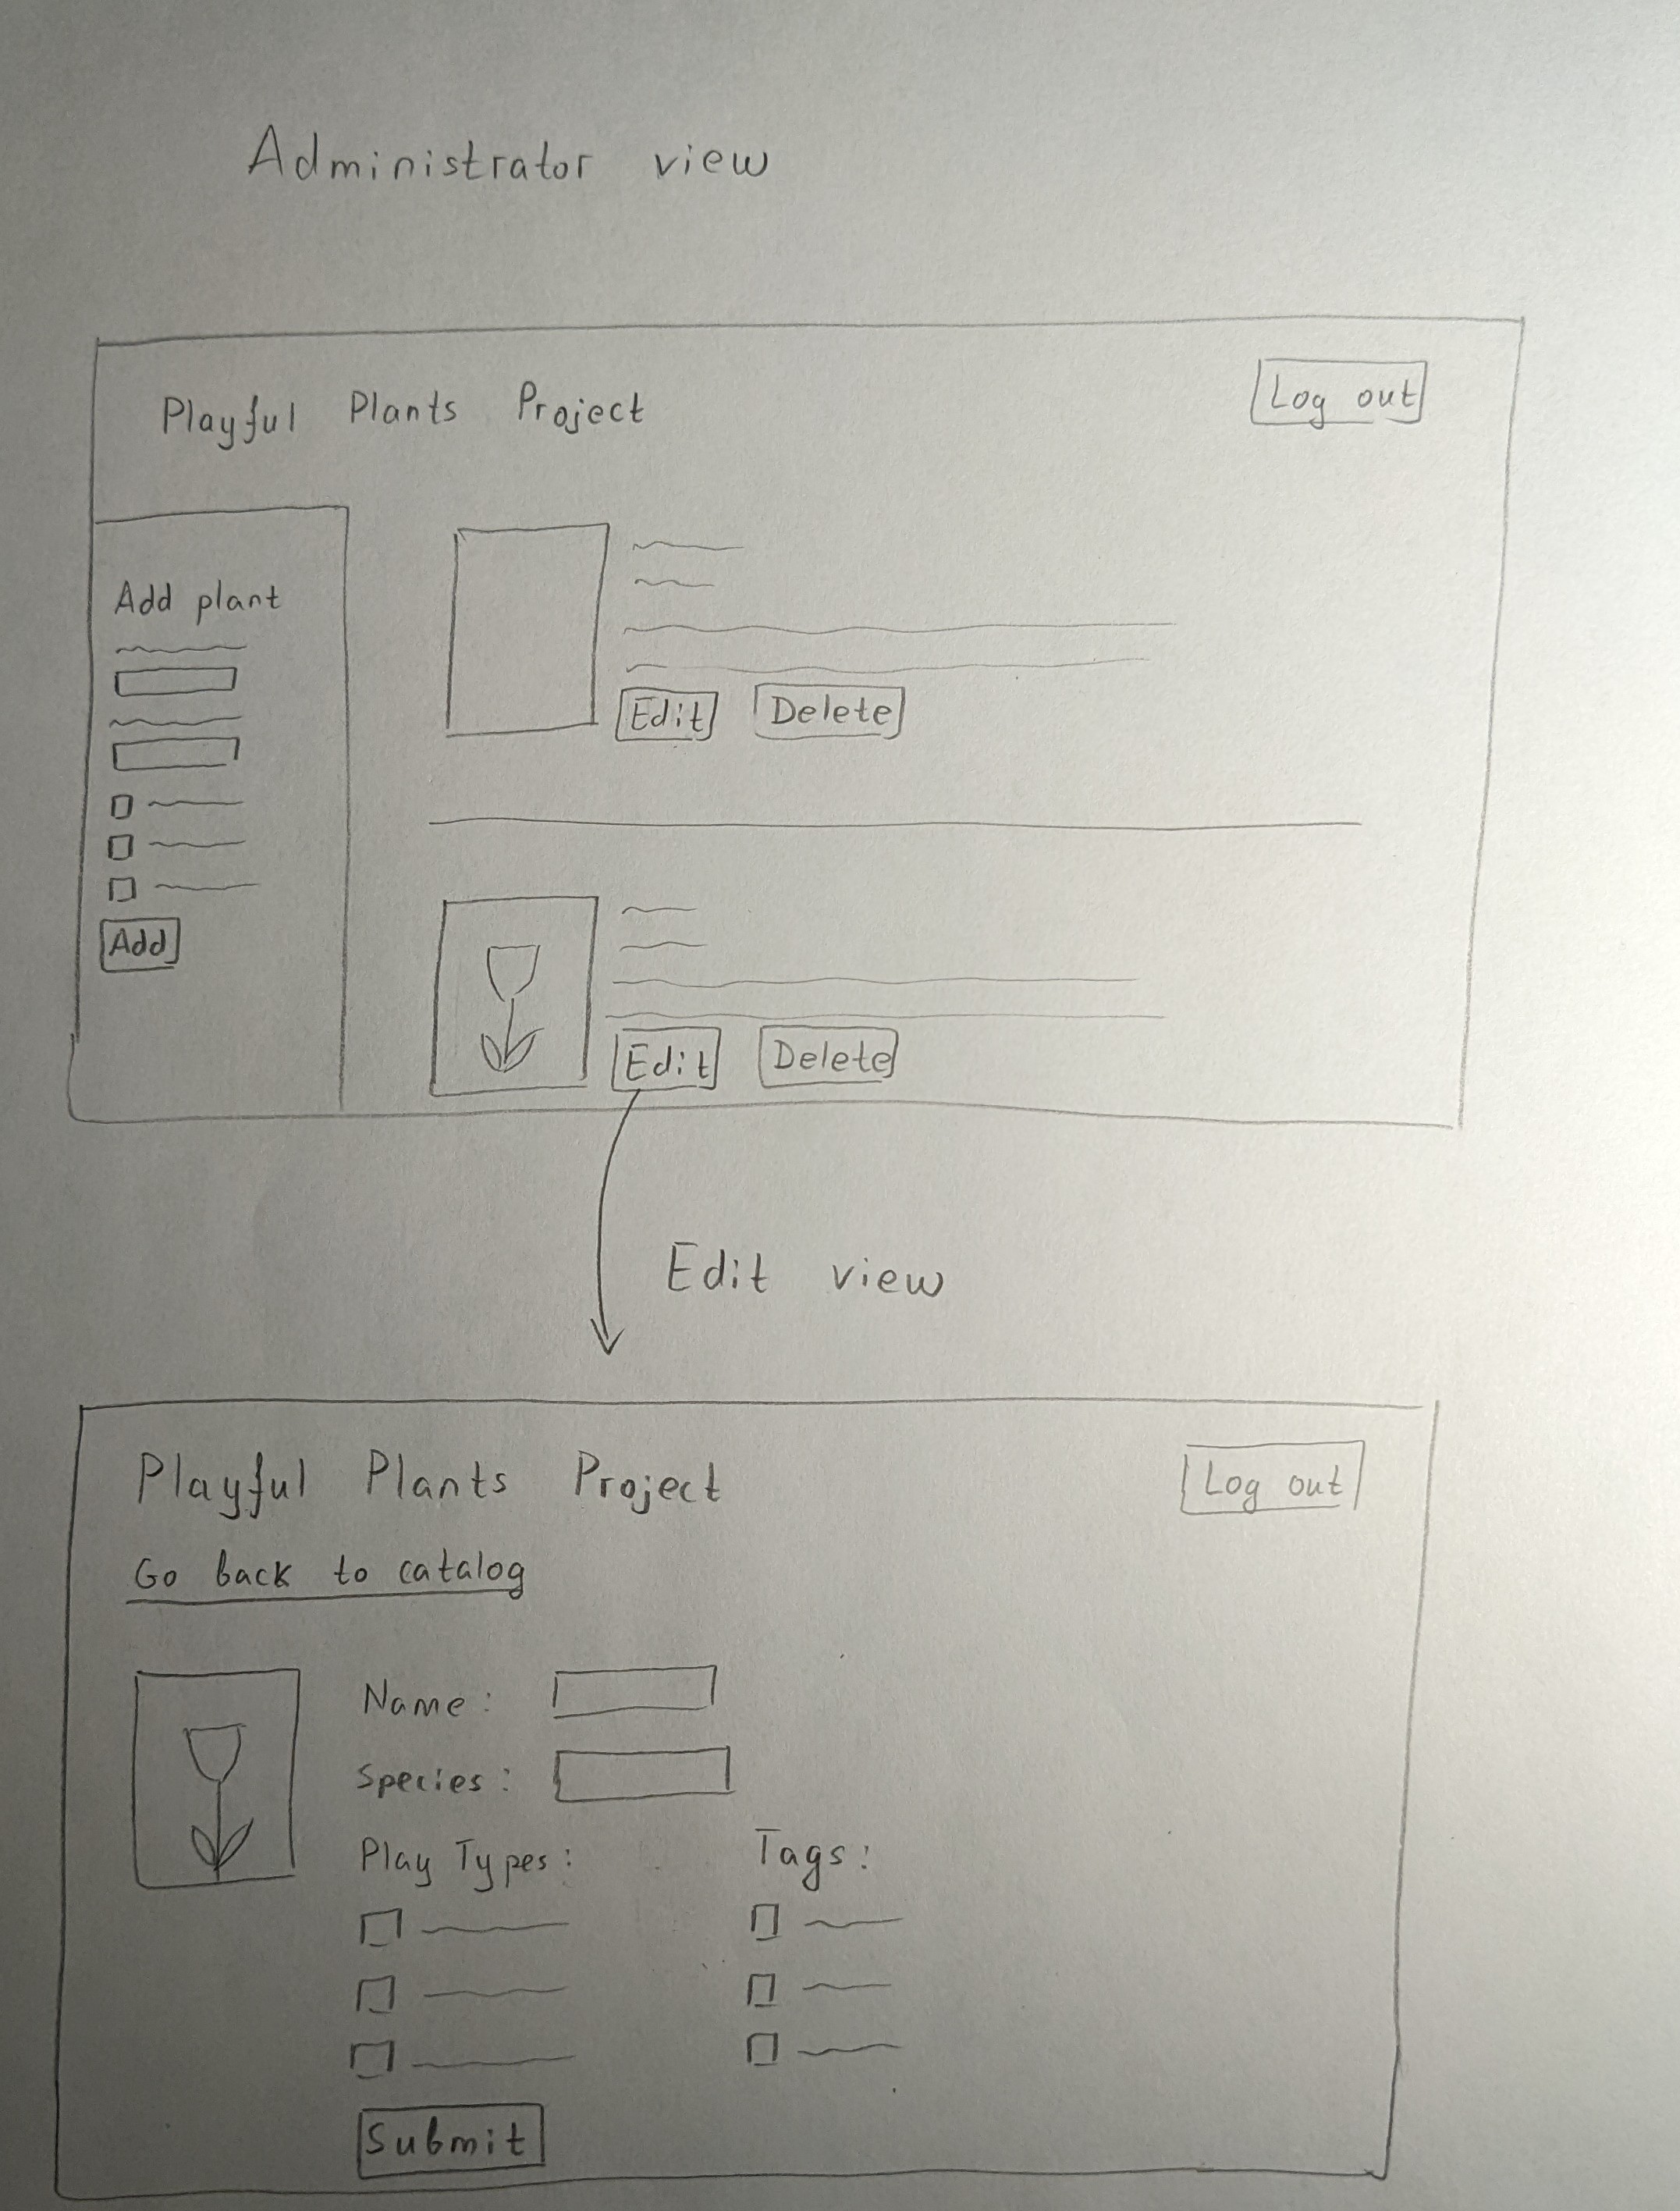 Administrator view
Playful Plants Project
Log out
Add plant
Add
Edit Delete
Edit Delete
Edit view
Playful Plants Project
Log out
Go back to catalog
Name:
Species:
Play Types: Tags:
Submit